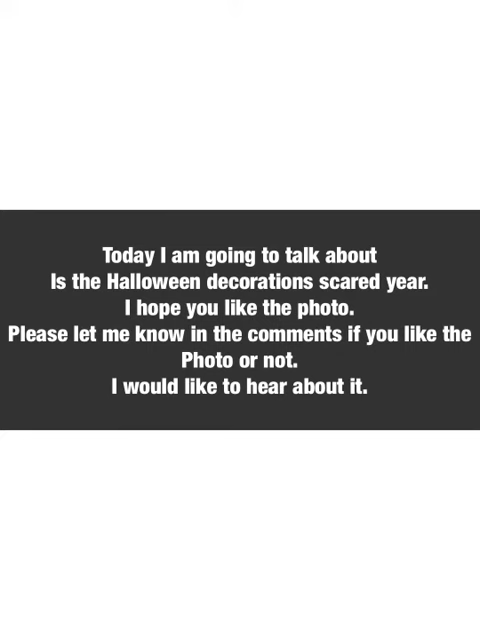 Today I am going to talk about
Is the Halloween decorations scared year.
I hope you like the photo.
Please let me know in the comments if you like the
Photo or not.
I would like to hear about it.